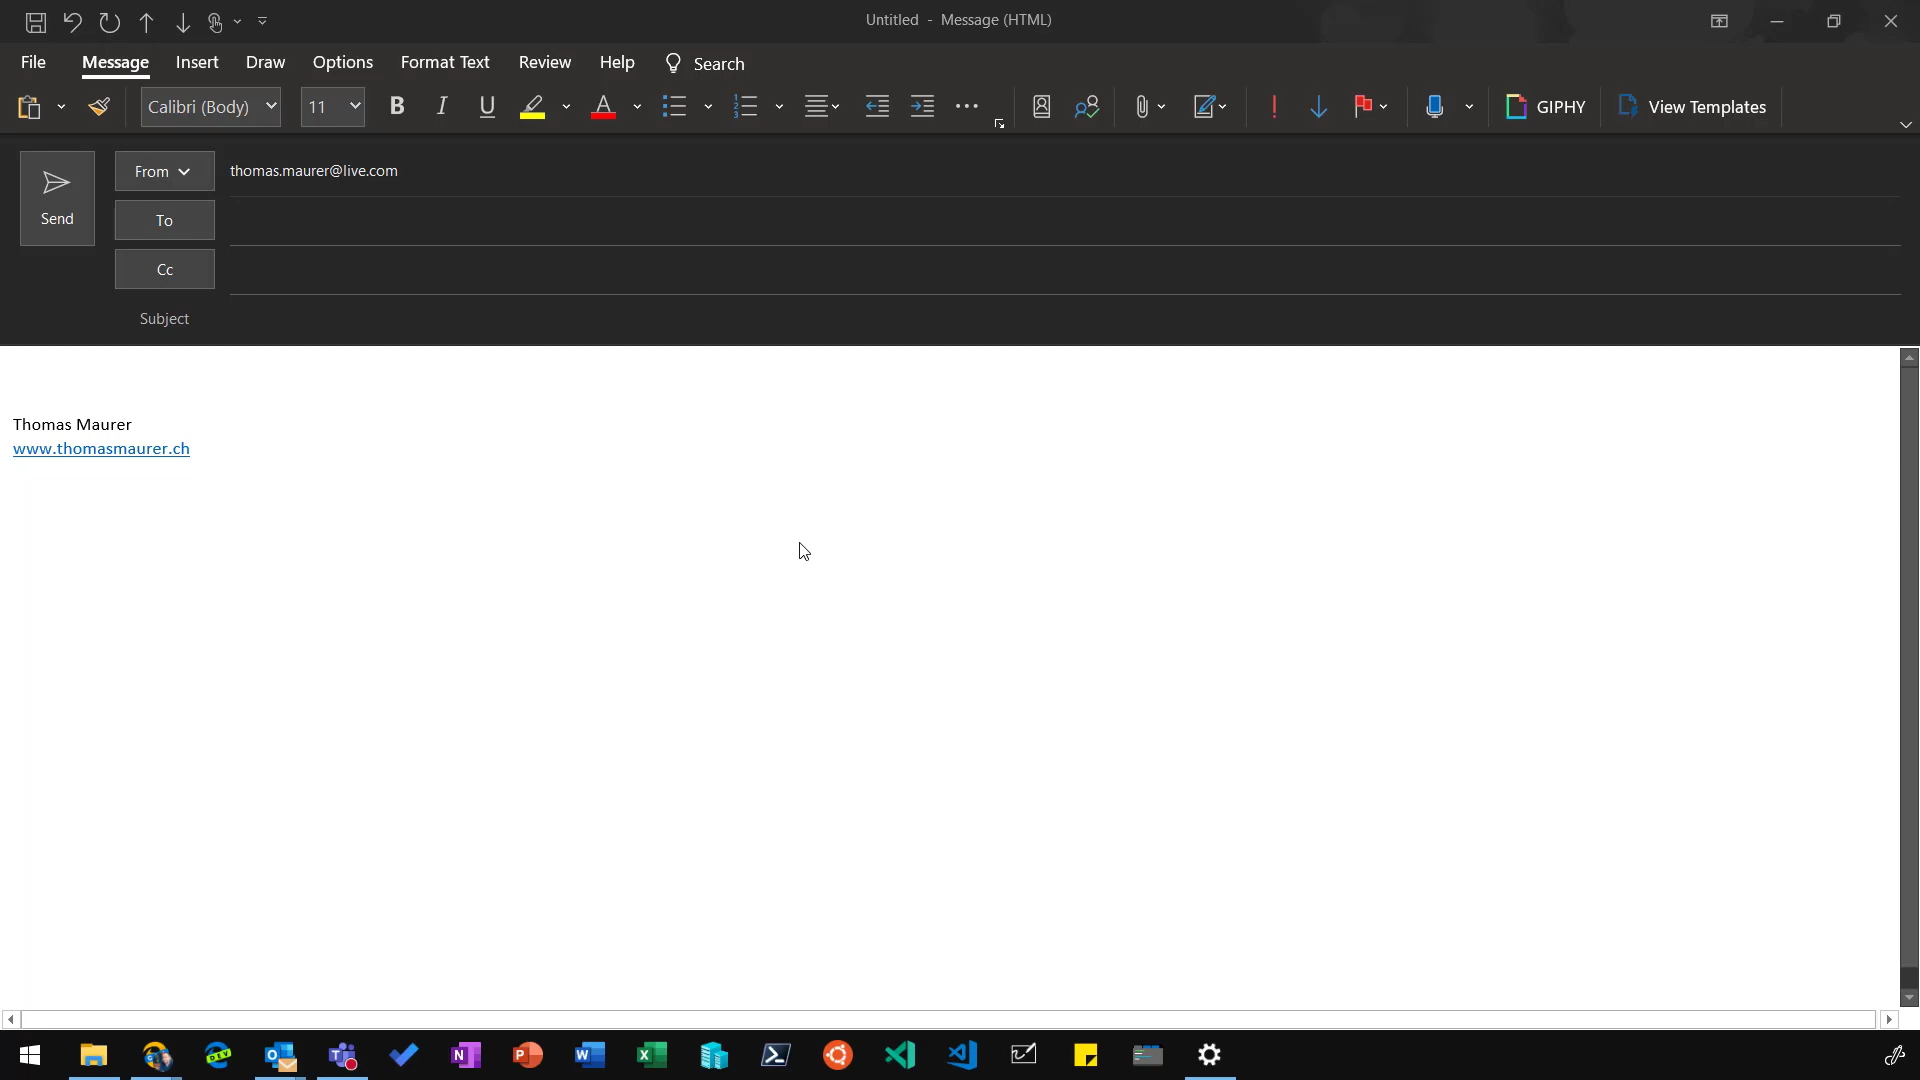 Untitled - Message (HTML)
File Message Insert Draw Options Format Text Review Help Search
Calibri (Body) 11 B I U A GIPHY View Templates
From thomas.maurer@live.com
Send
To
Cc
Subject
Thomas Maurer
www.thomasmaurer.ch